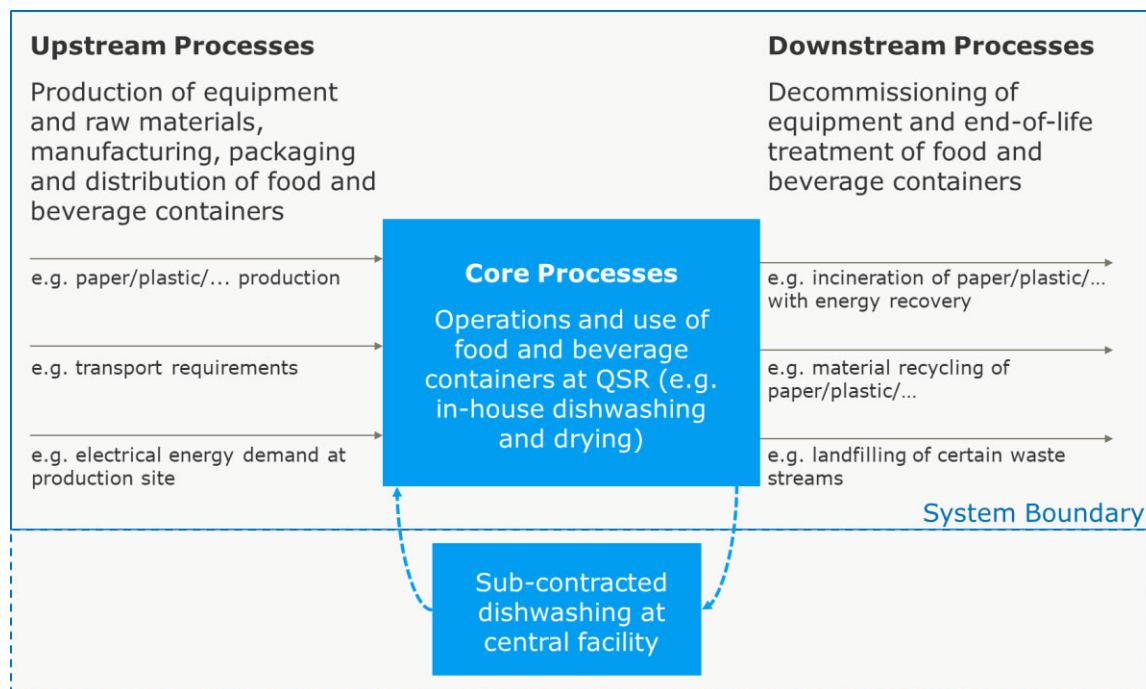 Upstream Processes
Production of equipment
and raw materials,
manufacturing, packaging
and distribution of food and
beverage containers
e.g. paper/plastic/... production
e.g. transport requirements
e.g. electrical energy demand at
production site
Core Processes
Operations and use of
food and beverage
containers at QSR (e.g.
in-house dishwashing
and drying)
Downstream Processes
Decommissioning of
equipment and end-of-life
treatment of food and
beverage containers
e.g. incineration of paper/plastic/...
with energy recovery
e.g. material recycling of
paper/plastic/...
e.g. landfilling of certain waste
streams
System Boundary
Sub-contracted
dishwashing at
central facility